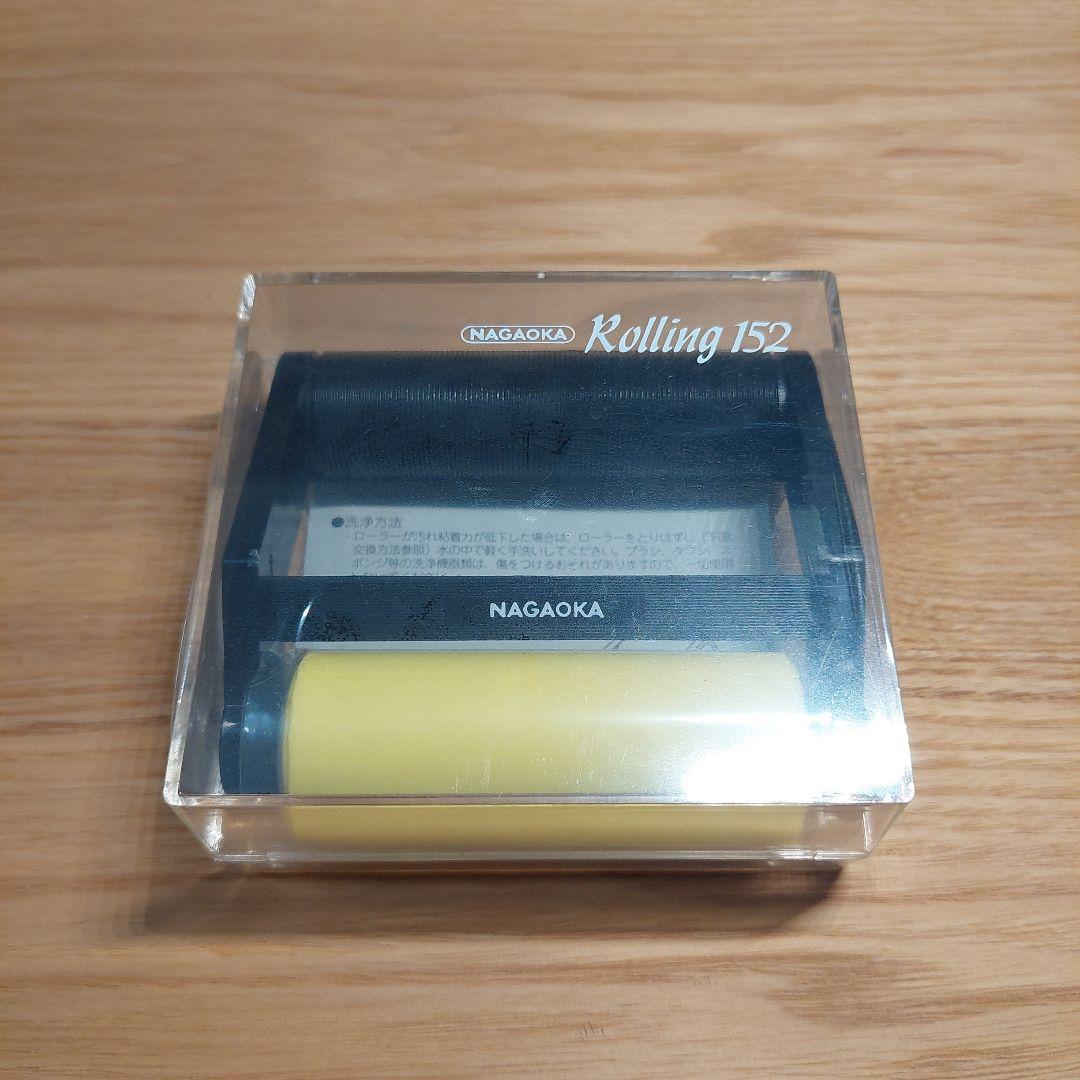 NAGAOKA Rolling 152
●洗浄方法
・ローラーが汚れ粘着力が低下した場合は、ローラーをとりはずし、
交換方法参照）水の中で軽く手洗いしてください。ブラシ、タワシ、ス
ポンジ等の洗浄機器類は、傷をつけるおそれがありますので、一切使用
NAGAOKA